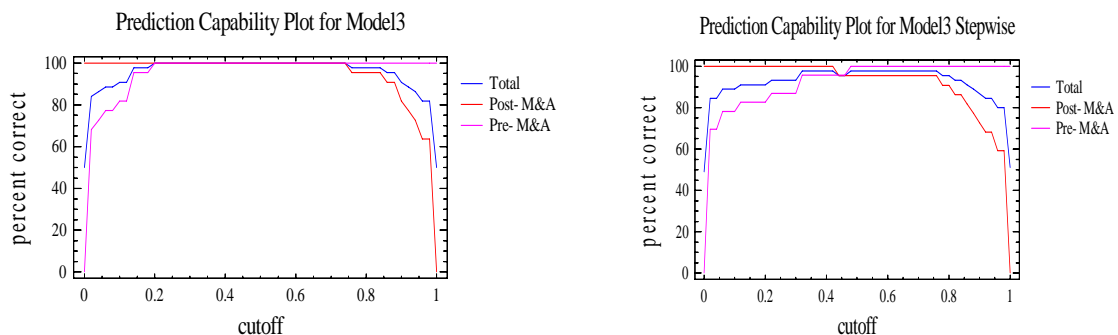 Prediction Capability Plot for Model3
percent correct
100
80
60
40
20
0
0 0.2 0.4 0.6 0.8 1
cutoff
Total
Post- M&A
Pre- M&A
Prediction Capability Plot for Model3 Stepwise
percent correct
100
80
60
40
20
0
0 0.2 0.4 0.6 0.8 1
cutoff
Total
Post- M&A
Pre- M&A